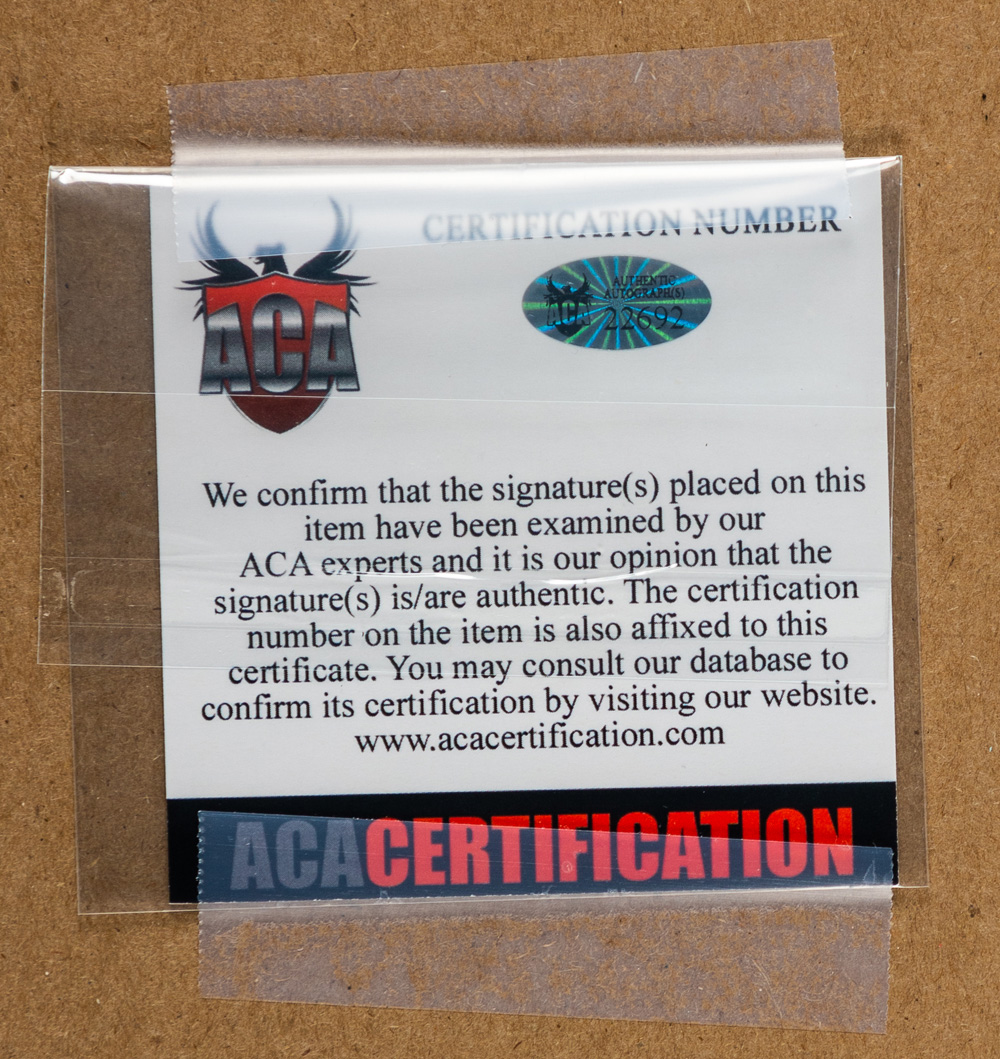 CERTIFICATION NUMBER
ACA
AUTHENTIC
AUTOGRAPH(S)
ACA 22692
We confirm that the signature(s) placed on this
item have been examined by our
ACA experts and it is our opinion that the
signature(s) is/are authentic. The certification
number on the item is also affixed to this
certificate. You may consult our database to
confirm its certification by visiting our website.
www.acacertification.com
ACACERTIFICATION